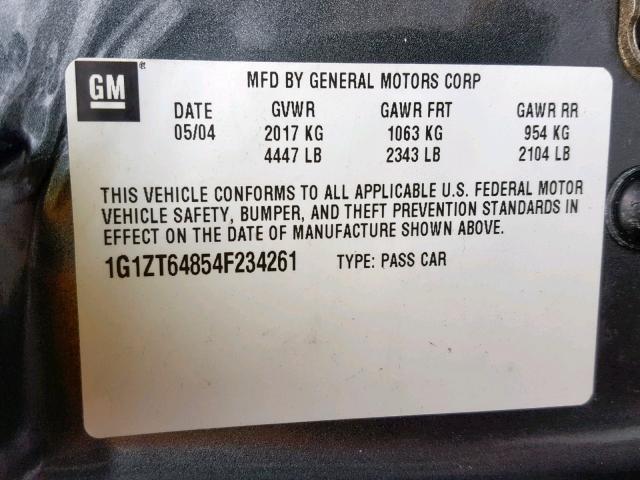 GM ®
MFD BY GENERAL MOTORS CORP
DATE GVWR GAWR FRT GAWR RR
05/04 2017 KG 1063 KG 954 KG
4447 LB 2343 LB 2104 LB
THIS VEHICLE CONFORMS TO ALL APPLICABLE U.S. FEDERAL MOTOR
VEHICLE SAFETY, BUMPER, AND THEFT PREVENTION STANDARDS IN
EFFECT ON THE DATE OF MANUFACTURE SHOWN ABOVE.
1G1ZT64854F234261 TYPE: PASS CAR